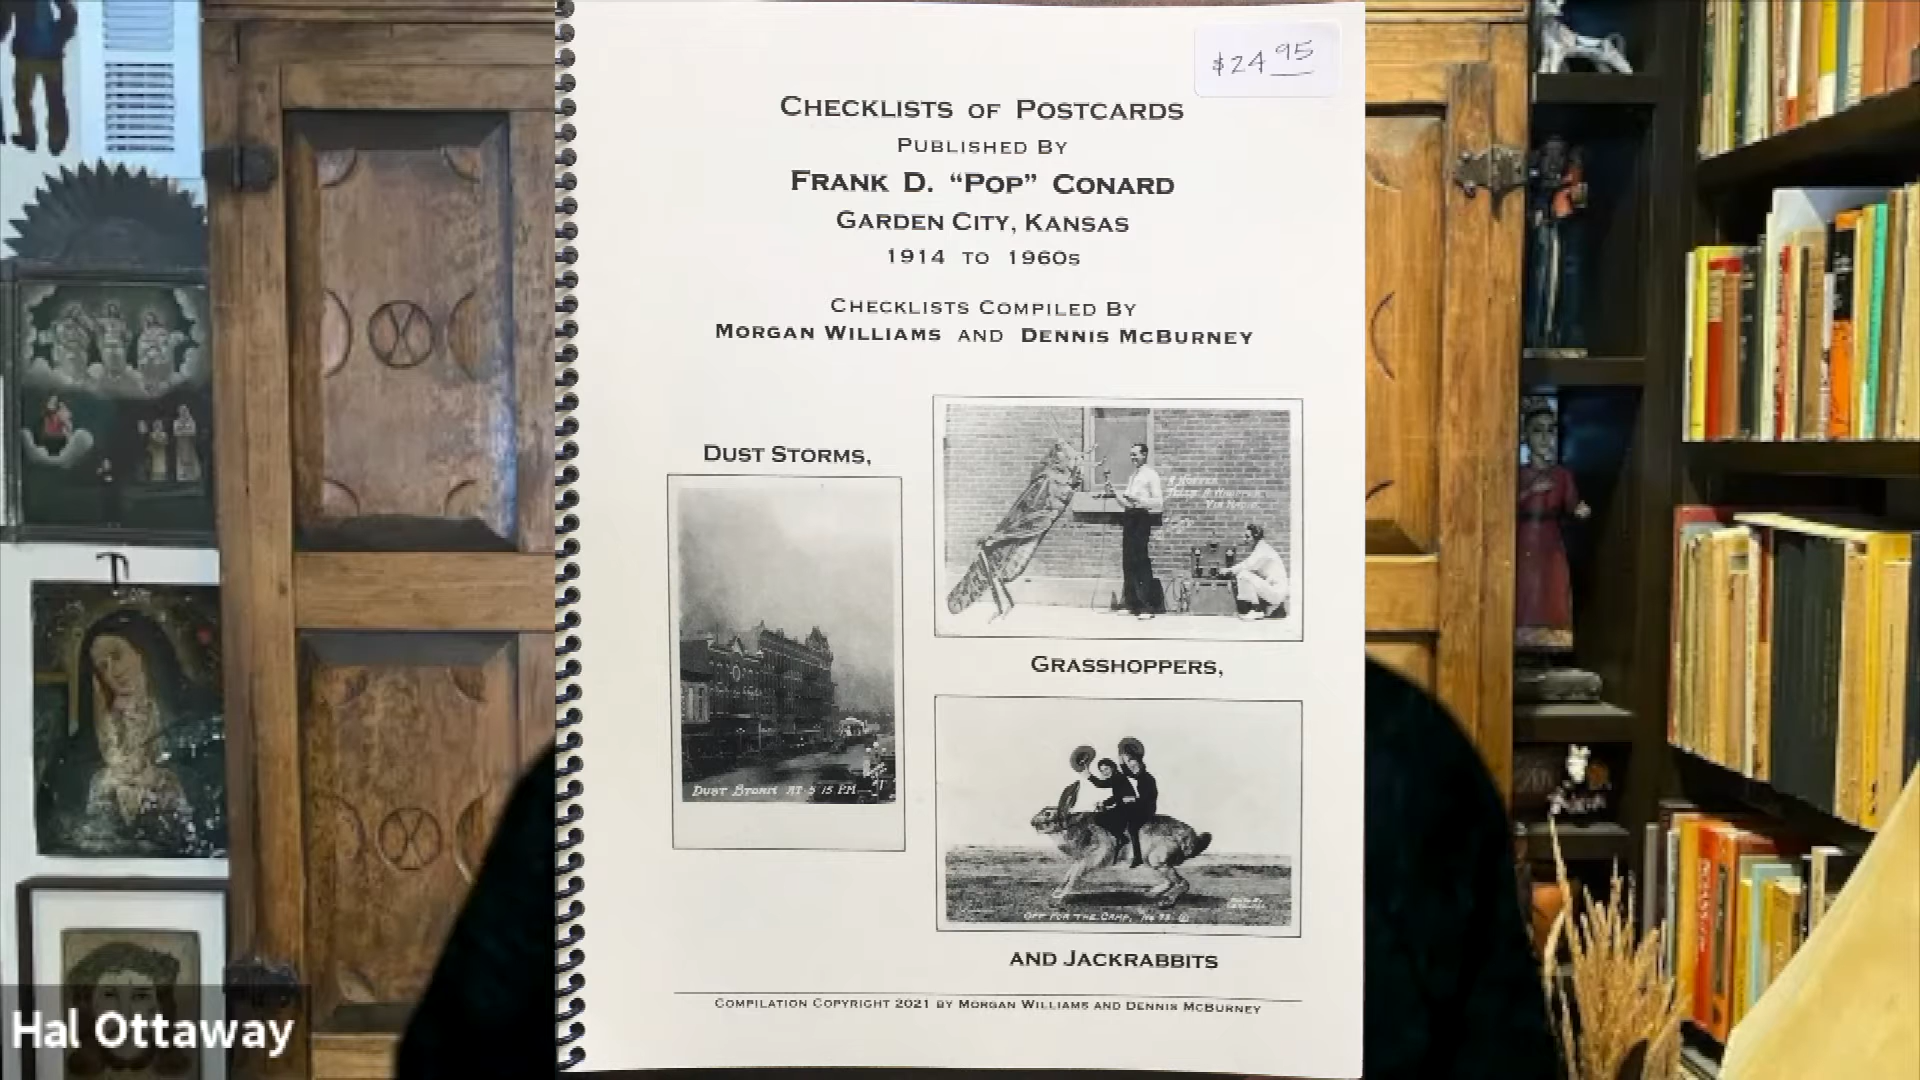 $24.95
CHECKLISTS OF POSTCARDS
PUBLISHED BY
FRANK D. “POP” CONARD
GARDEN CITY, KANSAS
1914 TO 1960S
CHECKLISTS COMPILED BY
MORGAN WILLIAMS AND DENNIS MCBURNEY
DUST STORMS,
DUST STORM AT 5 15 P.M.
GRASSHOPPERS,
OFF FOR THE CAMP, No 93
AND JACKRABBITS
COMPILATION COPYRIGHT 2021 BY MORGAN WILLIAMS AND DENNIS MCBURNEY
Hal Ottaway